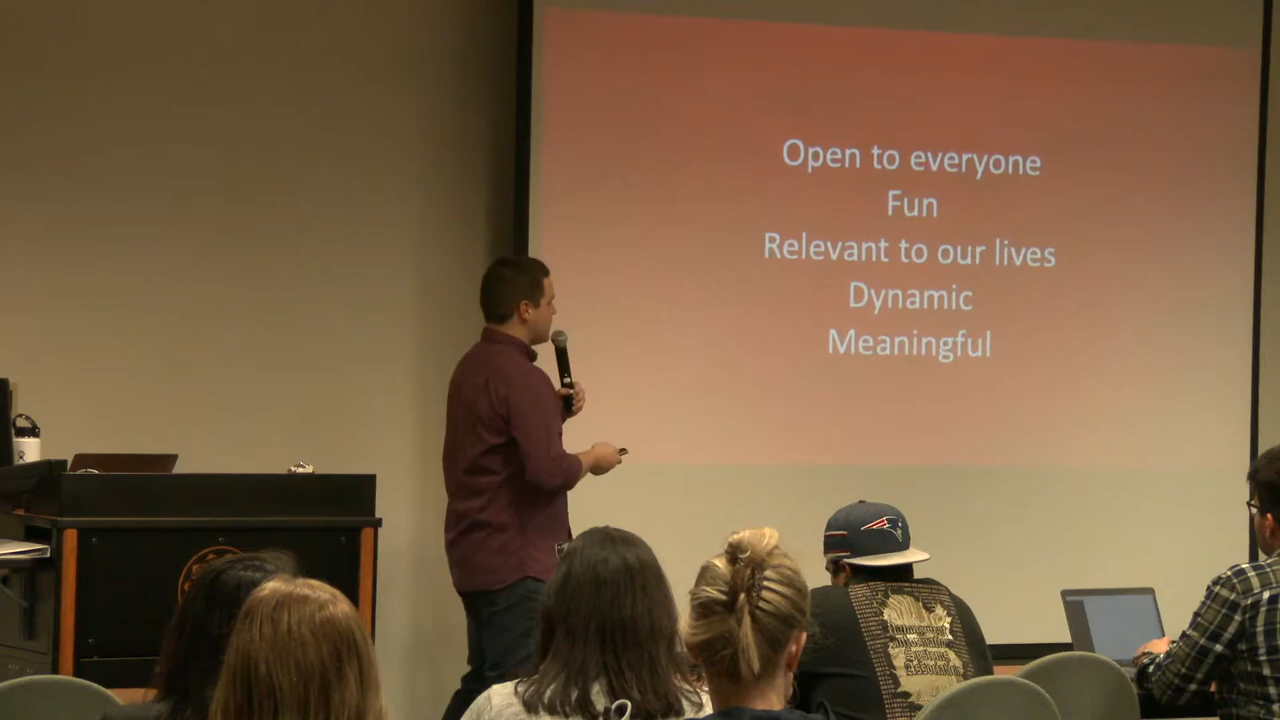 Open to everyone
Fun
Relevant to our lives
Dynamic
Meaningful